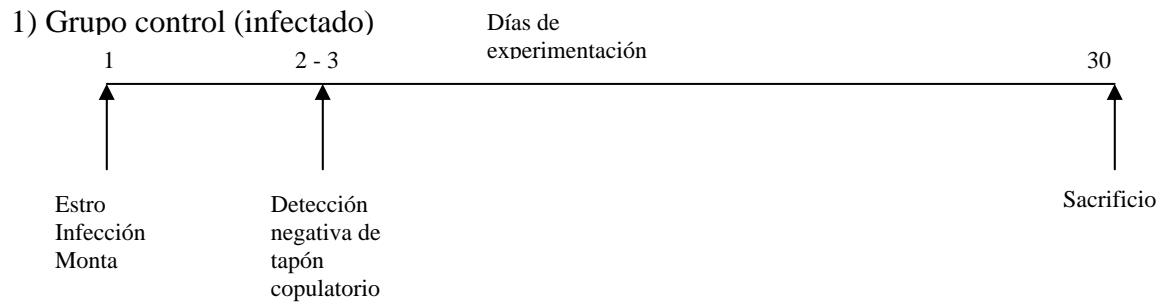 1) Grupo control (infectado)
Días de
experimentación
1
2 - 3
30
Estro
Infección
Monta
Detección
negativa de
tapón
copulatorio
Sacrificio